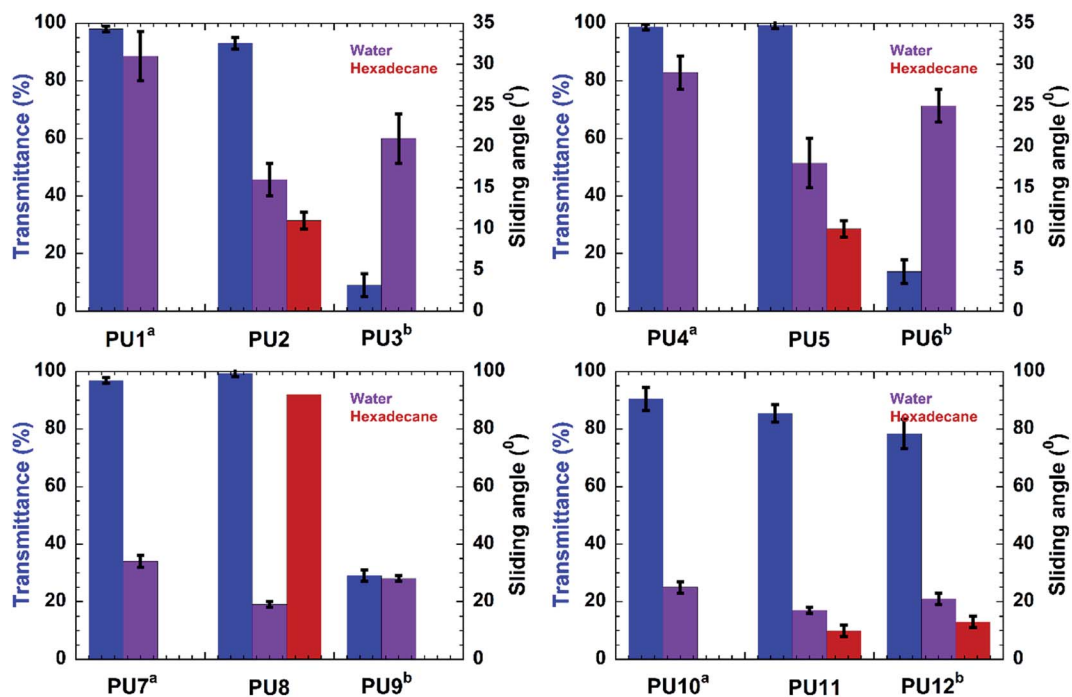 100
80
60
40
20
0
Transmittance (%)
35
30
25
20
15
10
5
0
Sliding angle (⁰)
Water
Hexadecane
PU1ᵃ PU2 PU3ᵇ
100
80
60
40
20
0
Transmittance (%)
35
30
25
20
15
10
5
0
Sliding angle (⁰)
Water
Hexadecane
PU4ᵃ PU5 PU6ᵇ
100
80
60
40
20
0
Transmittance (%)
100
80
60
40
20
0
Sliding angle (⁰)
Water
Hexadecane
PU7ᵃ PU8 PU9ᵇ
100
80
60
40
20
0
Transmittance (%)
100
80
60
40
20
0
Sliding angle (⁰)
Water
Hexadecane
PU10ᵃ PU11 PU12ᵇ